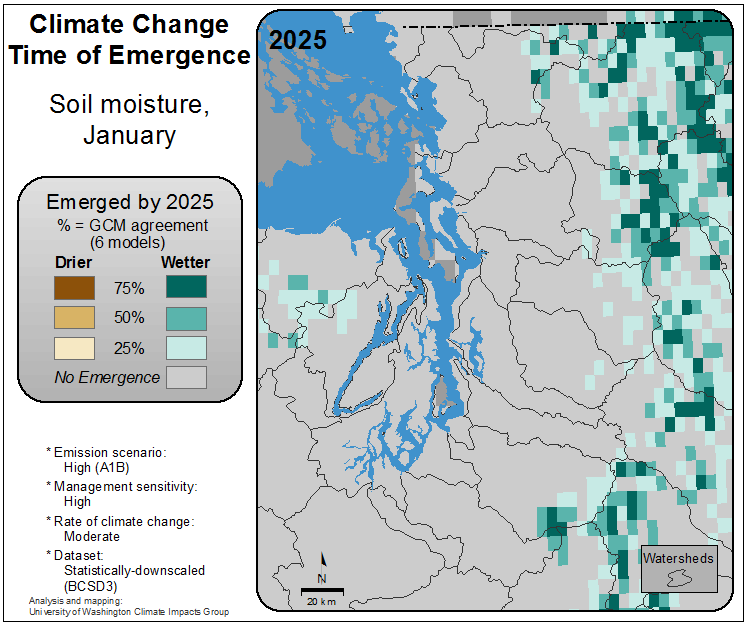 Climate Change
Time of Emergence
Soil moisture,
January
Emerged by 2025
% = GCM agreement
(6 models)
Drier
Wetter
75%
50%
25%
No Emergence
* Emission scenario:
High (A1B)
* Management sensitivity:
High
* Rate of climate change:
Moderate
* Dataset:
Statistically-downscaled
(BCSD3)
Analysis and mapping:
University of Washington Climate Impacts Group
2025
N
20 km
Watersheds